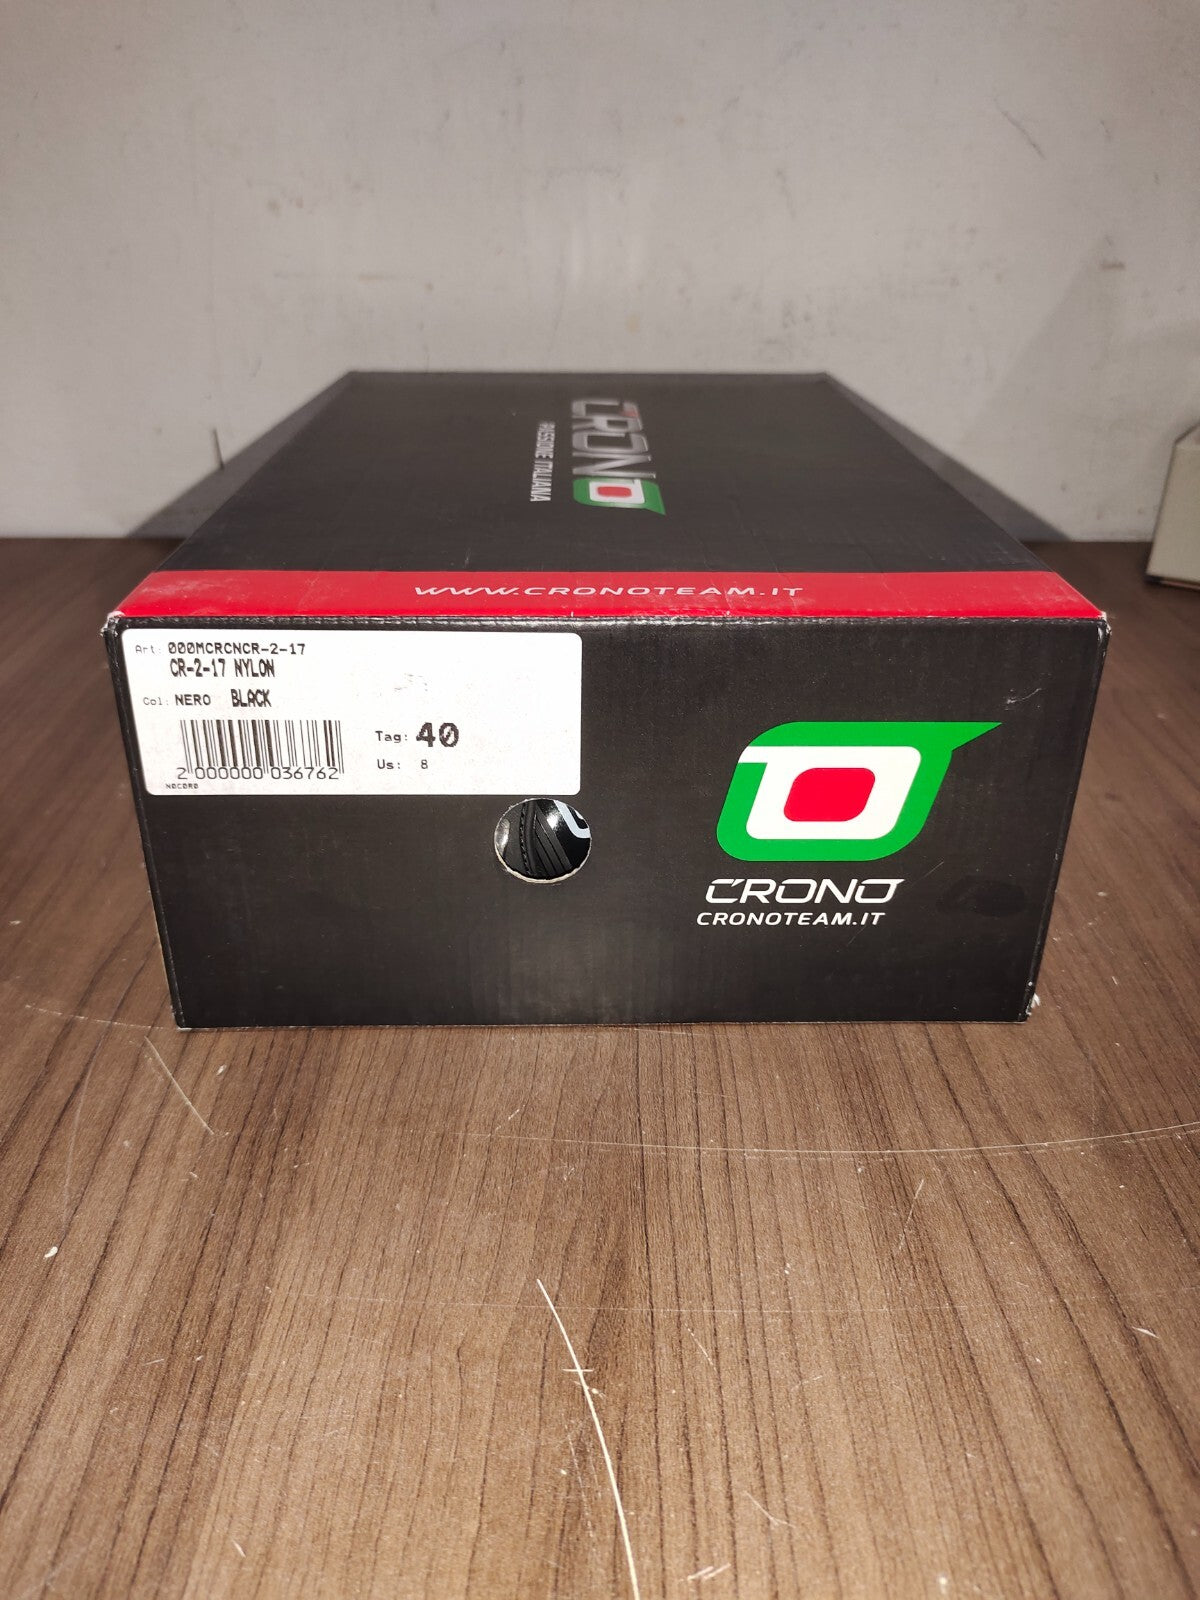 CRONO
PASSIONE ITALIANA
WWW.CRONOTEAM.IT
Art: 000MCRCNCR-2-17
CR-2-17 NYLON
Col: NERO BLACK
Tag: 40
Us: 8
2 000000 036762
NOCORO
CRONO
CRONOTEAM.IT